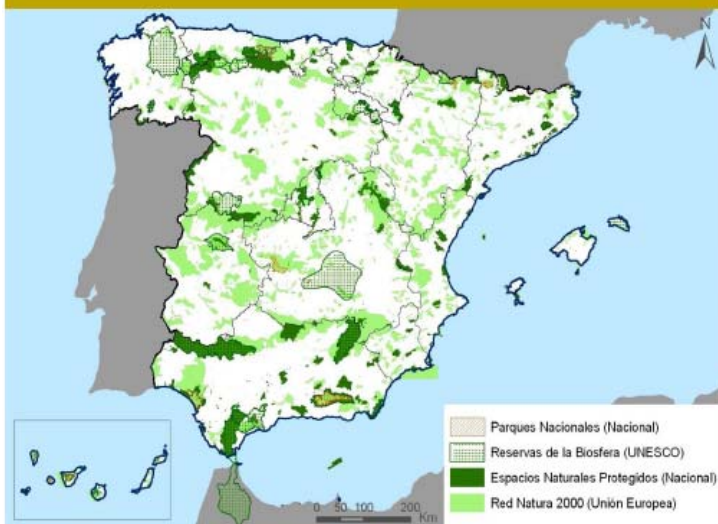 N
Parques Nacionales (Nacional)
Reservas de la Biosfera (UNESCO)
Espacios Naturales Protegidos (Nacional)
Red Natura 2000 (Unión Europea)
0 50 100 200
Km